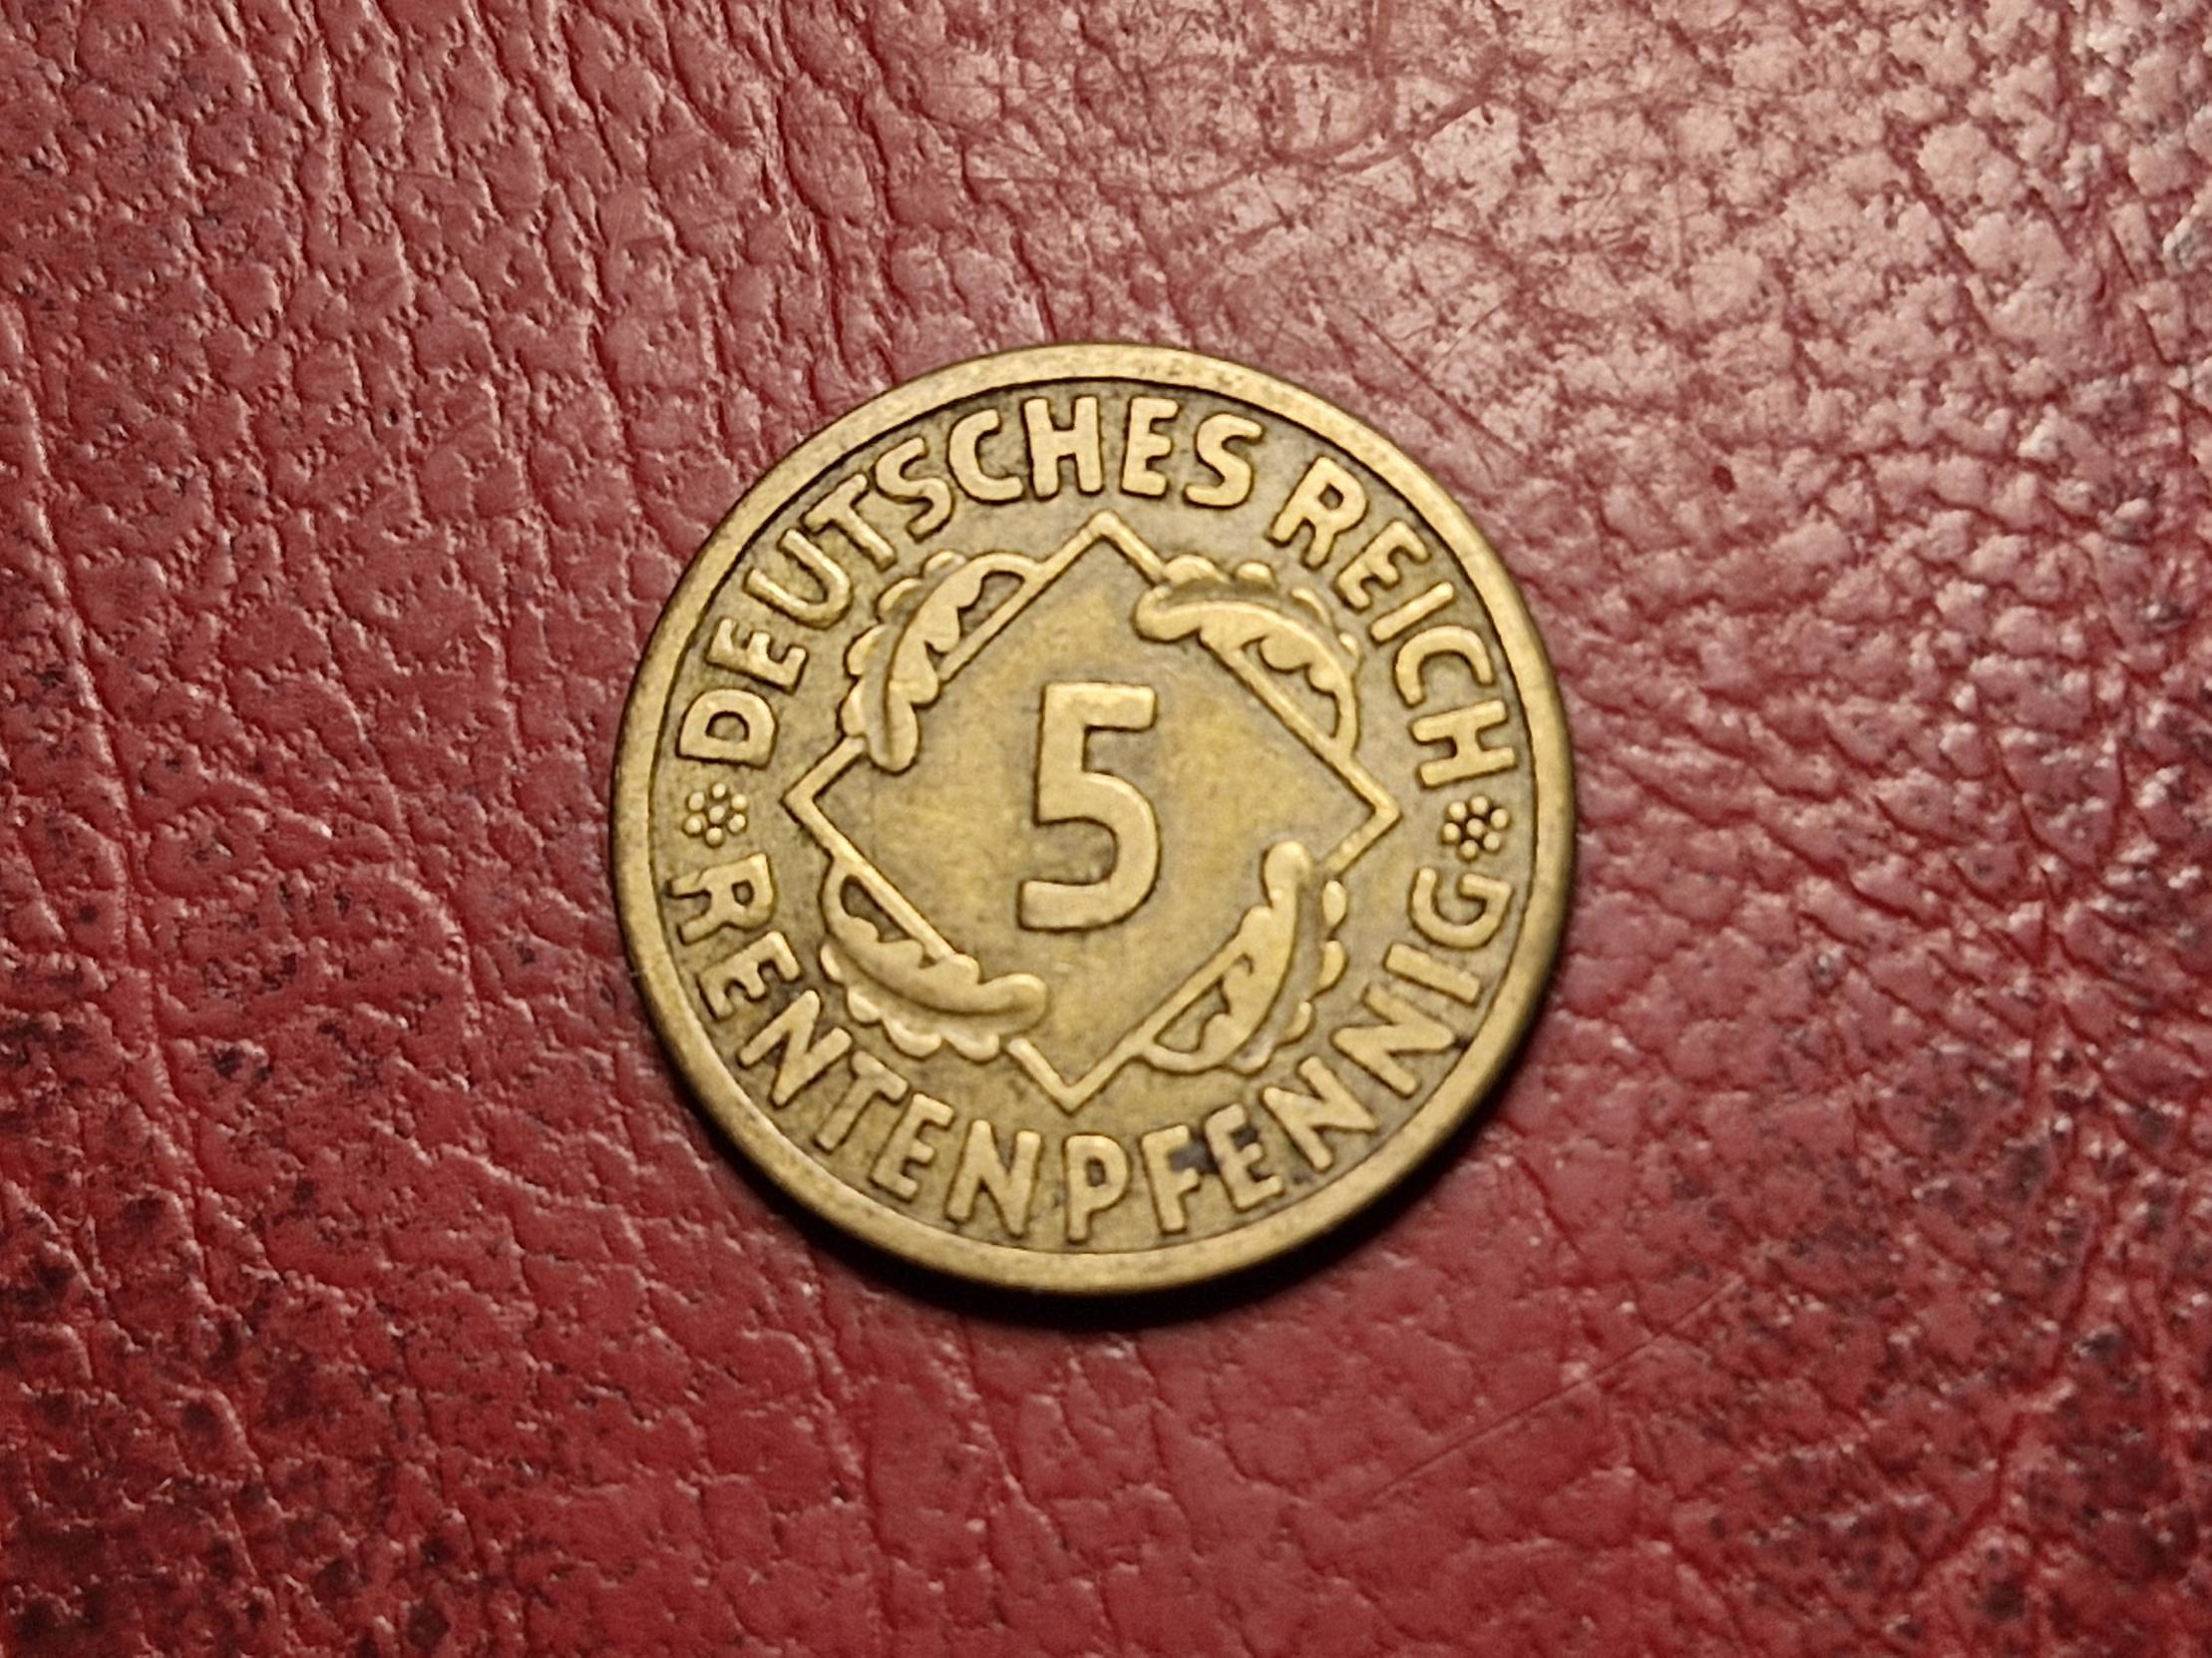 DEUTSCHES REICH
5
RENTENPFENNIG